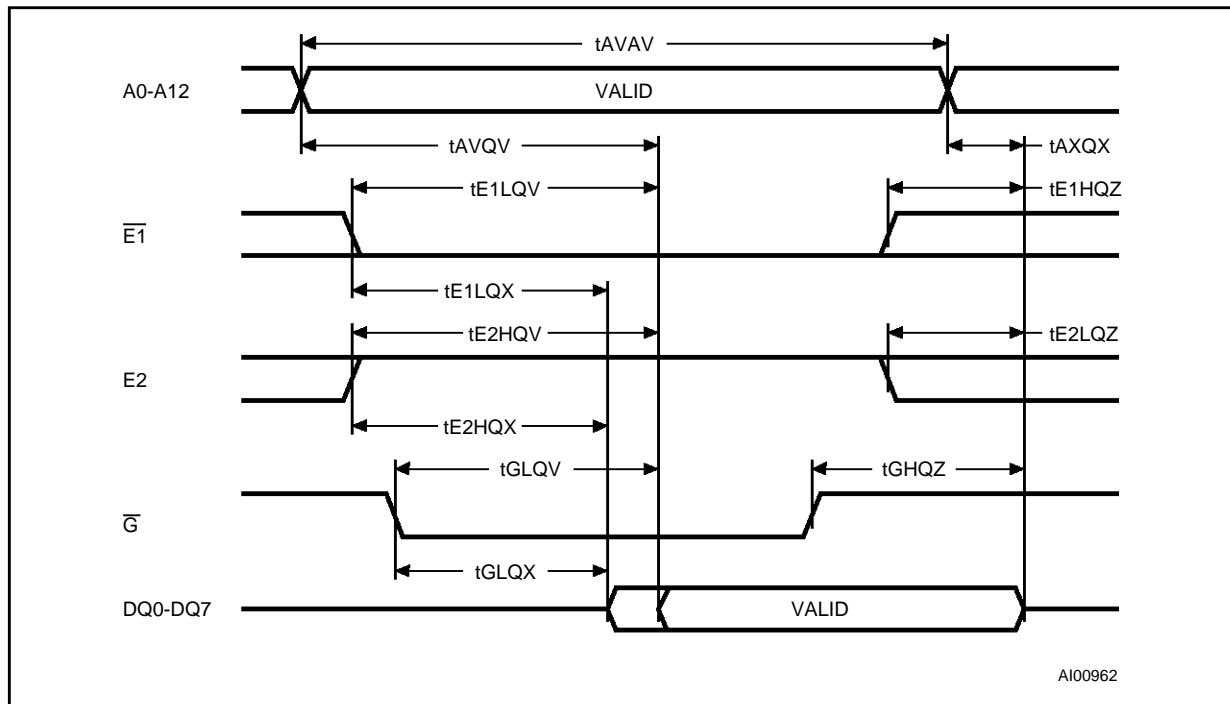 tAVAV
A0-A12 VALID
tAVQV tAXQX
tE1LQV tE1HQZ
E1
tE1LQX
tE2HQV tE2LQZ
E2
tE2HQX
tGLQV tGHQZ
G
tGLQX
DQ0-DQ7 VALID
AI00962